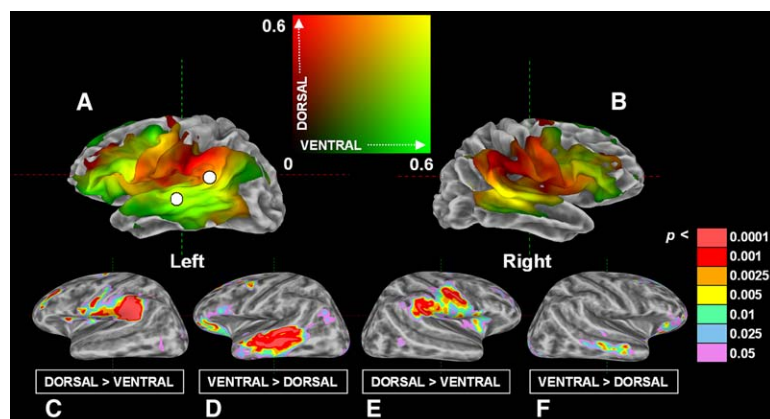 0.6
DORSAL
VENTRAL
0
0.6
A
B
Left
Right
p <
0.0001
0.001
0.0025
0.005
0.01
0.025
0.05
DORSAL > VENTRAL
VENTRAL > DORSAL
DORSAL > VENTRAL
VENTRAL > DORSAL
C
D
E
F